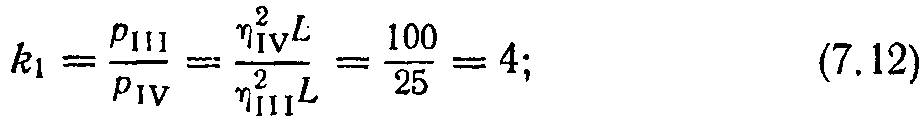 k₁ = p_III / p_IV = η²_IV L / η²_III L = 100 / 25 = 4; (7.12)